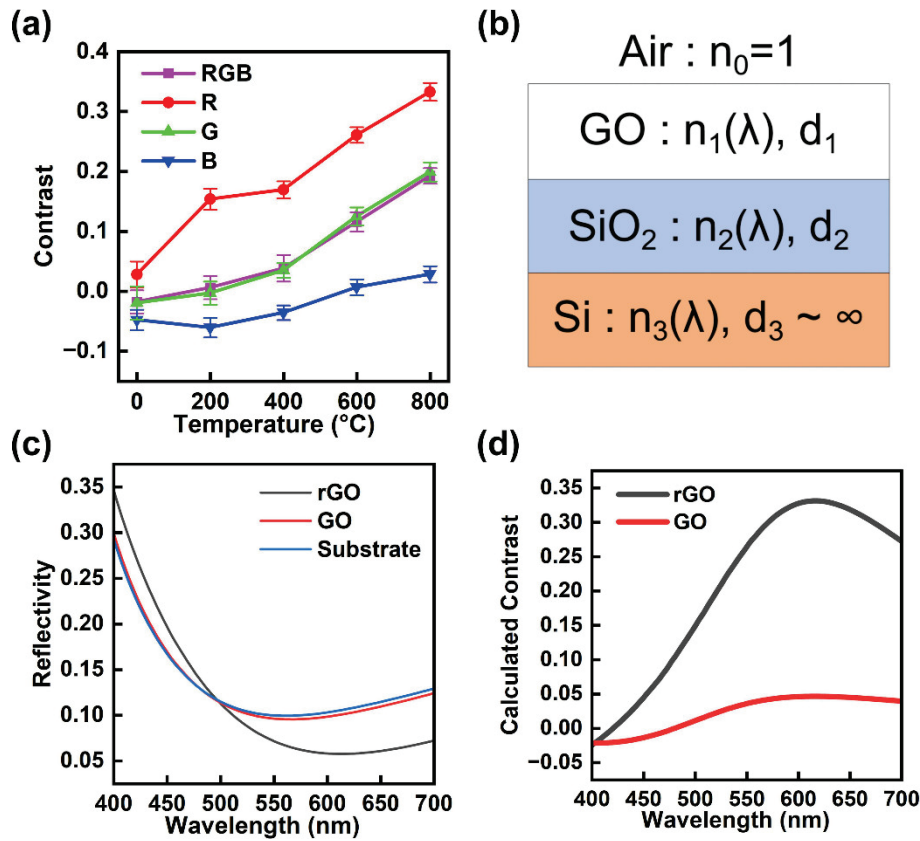 (a)
Contrast
0.4
0.3
0.2
0.1
0.0
−0.1
RGB
R
G
B
0 200 400 600 800
Temperature (°C)
(b)
Air : n₀=1
GO : n₁(λ), d₁
SiO₂ : n₂(λ), d₂
Si : n₃(λ), d₃ ~ ∞
(c)
Reflectivity
0.35
0.30
0.25
0.20
0.15
0.10
0.05
rGO
GO
Substrate
400 450 500 550 600 650 700
Wavelength (nm)
(d)
Calculated Contrast
0.35
0.30
0.25
0.20
0.15
0.10
0.05
0.00
−0.05
rGO
GO
400 450 500 550 600 650 700
Wavelength (nm)